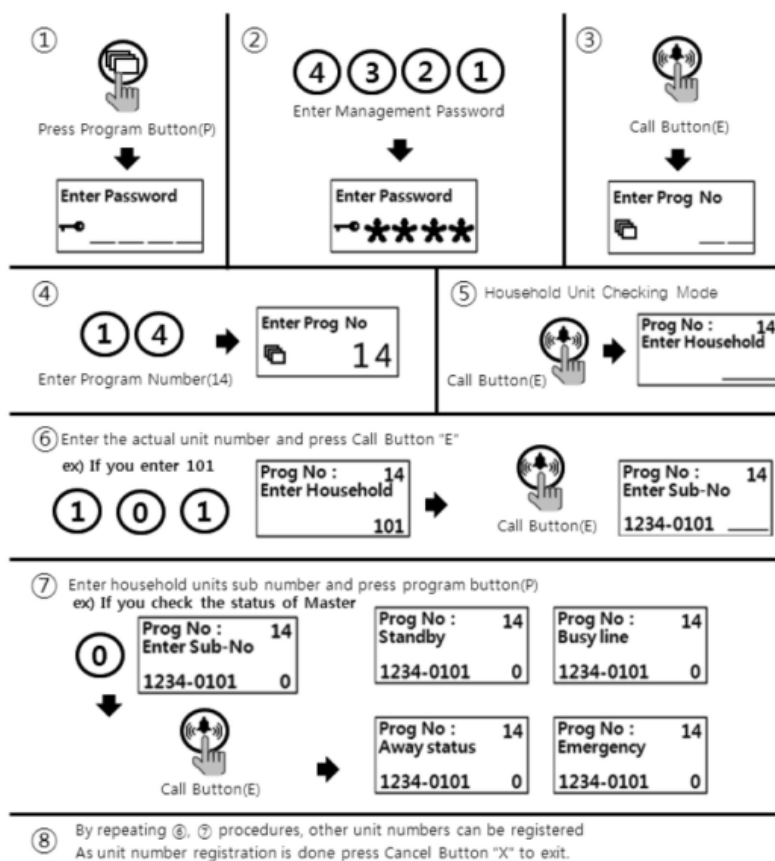 ①
Press Program Button(P)
Enter Password
②
4 3 2 1
Enter Management Password
Enter Password
③
Call Button(E)
Enter Prog No
④
1 4
Enter Program Number(14)
Enter Prog No
14
⑤ Household Unit Checking Mode
Call Button(E)
Prog No : 14
Enter Household
⑥ Enter the actual unit number and press Call Button "E"
ex) If you enter 101
1 0 1
Prog No : 14
Enter Household
101
Call Button(E)
Prog No : 14
Enter Sub-No
1234-0101
⑦ Enter household units sub number and press program button(P)
ex) If you check the status of Master
0
Prog No : 14
Enter Sub-No
1234-0101 0
Call Button(E)
Prog No : 14
Standby
1234-0101 0
Prog No : 14
Busy line
1234-0101 0
Prog No : 14
Away status
1234-0101 0
Prog No : 14
Emergency
1234-0101 0
⑧ By repeating ⑥, ⑦ procedures, other unit numbers can be registered
As unit number registration is done press Cancel Button "X" to exit.